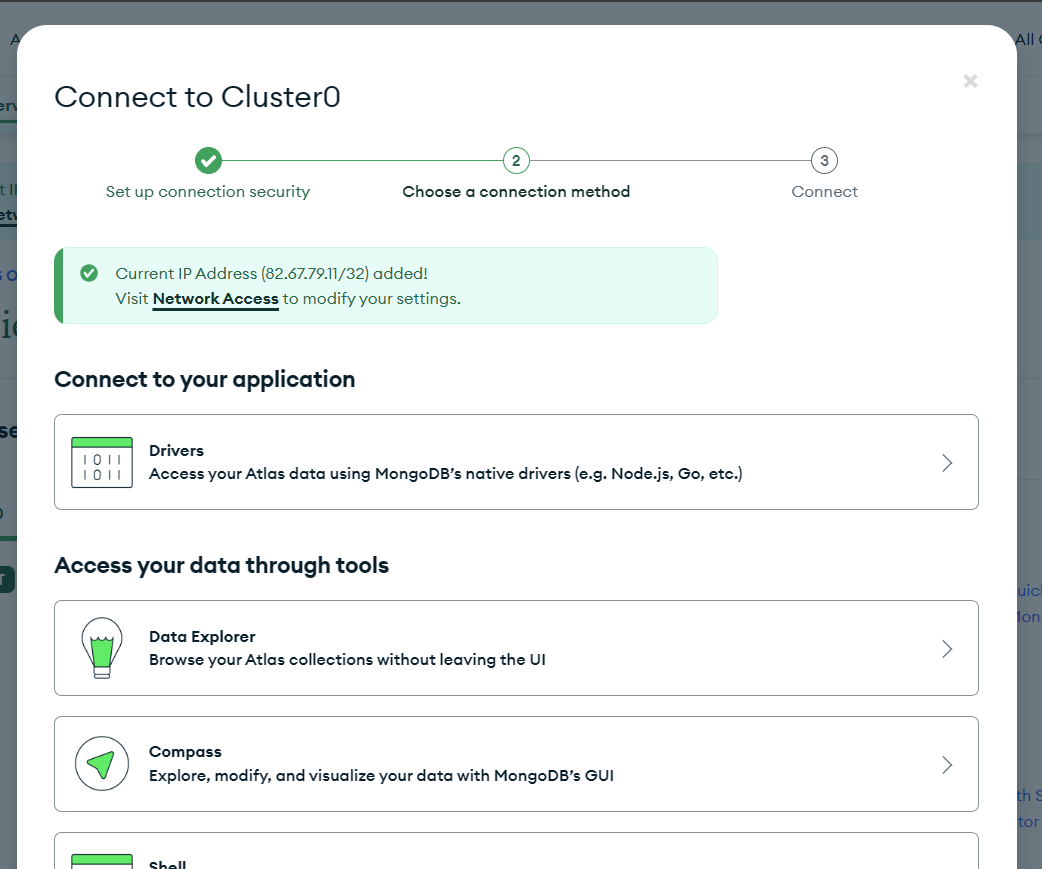 Connect to Cluster0
2
3
Set up connection security
Choose a connection method
Connect
Current IP Address (82.67.79.11/32) added!
Visit Network Access to modify your settings.
Connect to your application
Drivers
Access your Atlas data using MongoDB's native drivers (e.g. Node.js, Go, etc.)
Access your data through tools
Data Explorer
Browse your Atlas collections without leaving the UI
Compass
Explore, modify, and visualize your data with MongoDB's GUI
Shell
All